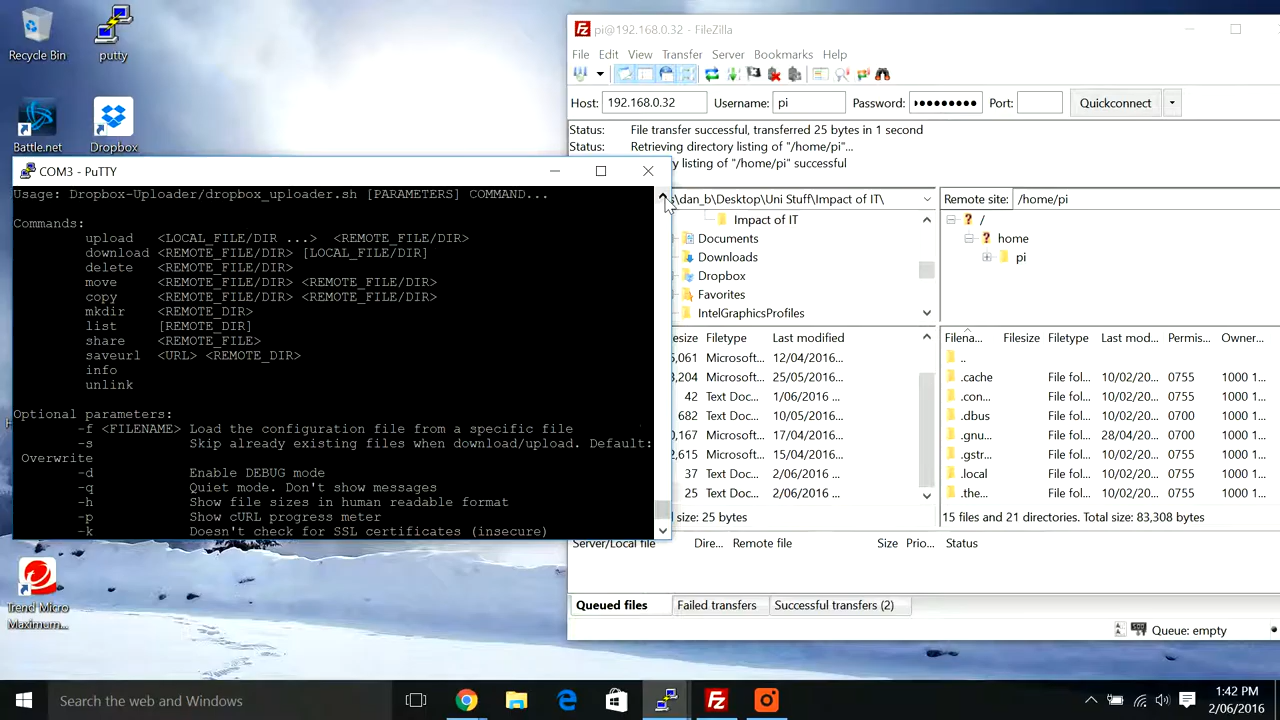 Recycle Bin
putty
Battle.net
Dropbox
COM3 - PuTTY
Usage: Dropbox-Uploader/dropbox_uploader.sh [PARAMETERS] COMMAND...
Commands:
upload <LOCAL_FILE/DIR ...> <REMOTE_FILE/DIR>
download <REMOTE_FILE/DIR> [LOCAL_FILE/DIR]
delete <REMOTE_FILE/DIR>
move <REMOTE_FILE/DIR> <REMOTE_FILE/DIR>
copy <REMOTE_FILE/DIR> <REMOTE_FILE/DIR>
mkdir <REMOTE_DIR>
list [REMOTE_DIR]
share <REMOTE_FILE>
saveurl <URL> <REMOTE_DIR>
info
unlink
Optional parameters:
-f <FILENAME> Load the configuration file from a specific file
-s Skip already existing files when download/upload. Default:
Overwrite
-d Enable DEBUG mode
-q Quiet mode. Don't show messages
-h Show file sizes in human readable format
-p Show cURL progress meter
-k Doesn't check for SSL certificates (insecure)
Trend Micro
Maximum...
pi@192.168.0.32 - FileZilla
File Edit View Transfer Server Bookmarks Help
Host: 192.168.0.32 Username: pi Password: ●●●●●●●●● Port: Quickconnect
Status: File transfer successful, transferred 25 bytes in 1 second
Status: Retrieving directory listing of "/home/pi"...
ry listing of "/home/pi" successful
s\dan_b\Desktop\Uni Stuff\Impact of IT\
Impact of IT
Documents
Downloads
Dropbox
Favorites
IntelGraphicsProfiles
Remote site: /home/pi
/
home
pi
esize Filetype Last modified
5,061 Microsoft... 12/04/2016...
3,204 Microsoft... 25/05/2016...
42 Text Doc... 1/06/2016 ...
682 Text Doc... 10/05/2016...
0,167 Microsoft... 17/04/2016...
2,615 Microsoft... 15/04/2016...
37 Text Doc... 2/06/2016 ...
25 Text Doc... 2/06/2016 ...
l size: 25 bytes
Filena... Filesize Filetype Last mod... Permis... Owner...
..
.cache File fol... 10/02/20... 0755 1000 1...
.con... File fol... 10/02/20... 0755 1000 1...
.dbus File fol... 10/02/20... 0700 1000 1...
.gnu... File fol... 28/04/20... 0700 1000 1...
.gstr... File fol... 10/02/20... 0755 1000 1...
.local File fol... 10/02/20... 0755 1000 1...
.the... File fol... 10/02/20... 0755 1000 1...
15 files and 21 directories. Total size: 83,308 bytes
Server/Local file Dire... Remote file Size Prio... Status
Queued files Failed transfers Successful transfers (2)
Queue: empty
Search the web and Windows
1:42 PM
2/06/2016